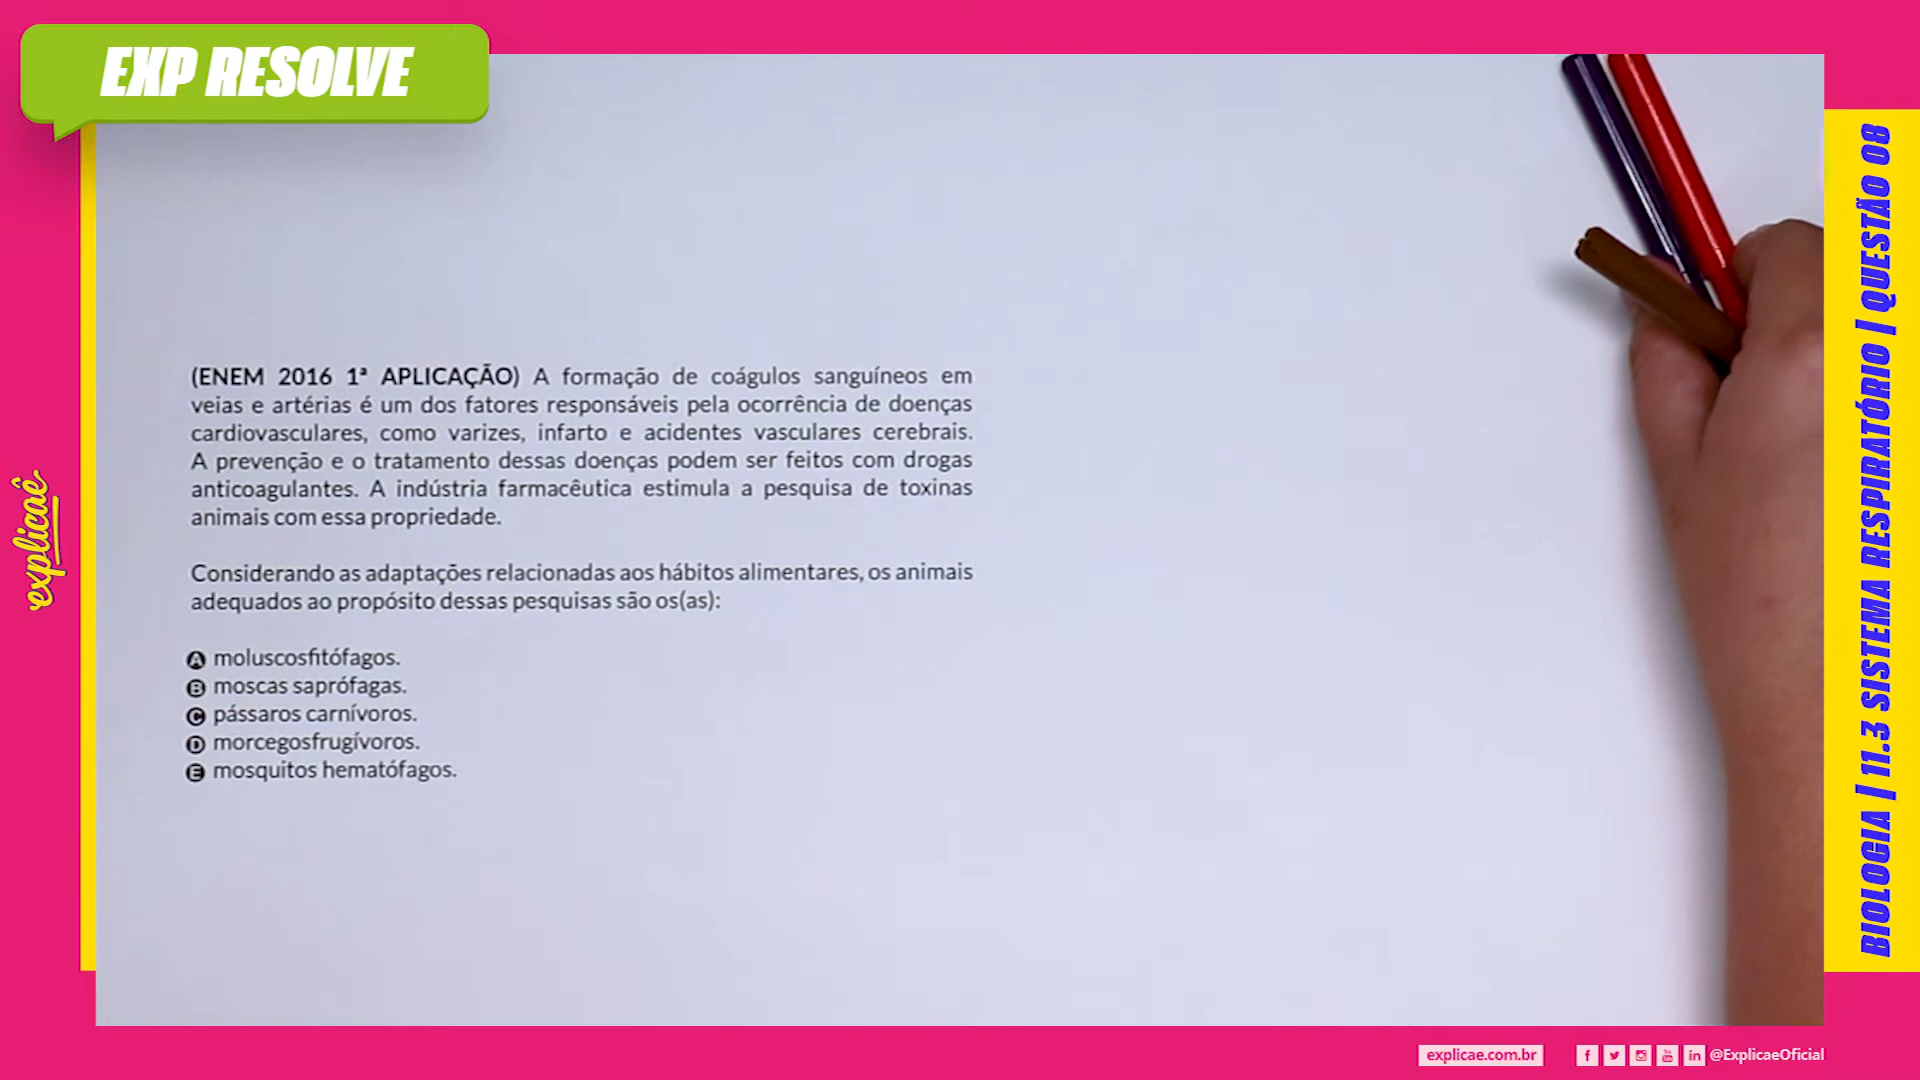 EXP RESOLVE
(ENEM 2016 1ª APLICAÇÃO) A formação de coágulos sanguíneos em
veias e artérias é um dos fatores responsáveis pela ocorrência de doenças
cardiovasculares, como varizes, infarto e acidentes vasculares cerebrais.
A prevenção e o tratamento dessas doenças podem ser feitos com drogas
anticoagulantes. A indústria farmacêutica estimula a pesquisa de toxinas
animais com essa propriedade.
Considerando as adaptações relacionadas aos hábitos alimentares, os animais
adequados ao propósito dessas pesquisas são os(as):
A moluscosfitófagos.
B moscas saprófagas.
C pássaros carnívoros.
D morcegosfrugívoros.
E mosquitos hematófagos.
explicaê
BIOLOGIA | 11.3 SISTEMA RESPIRATÓRIO | QUESTÃO 08
explicae.com.br
@ExplicaeOficial